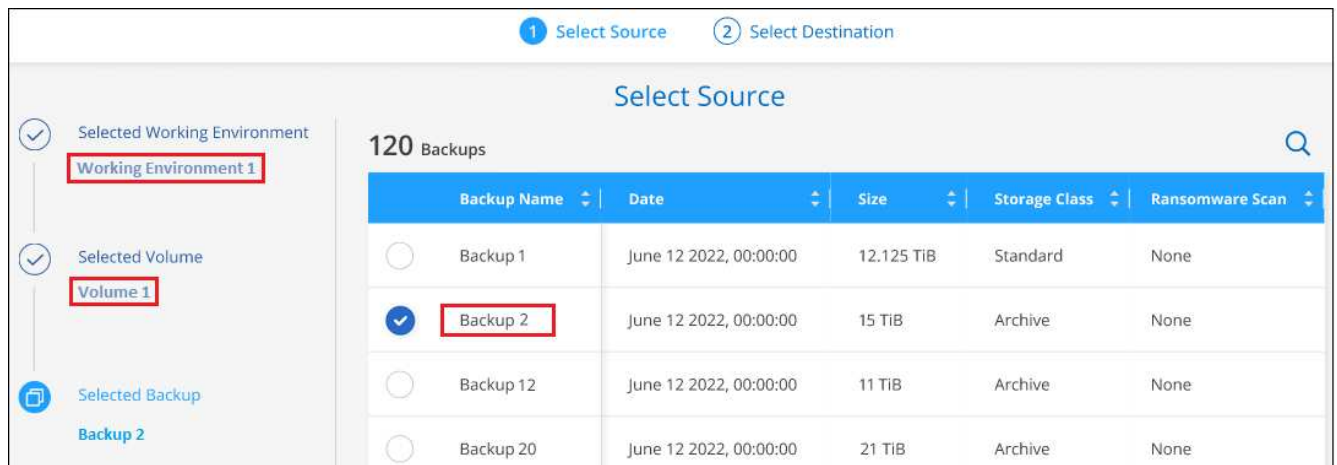 1 Select Source 2 Select Destination
Select Source
Selected Working Environment
Working Environment 1
Selected Volume
Volume 1
Selected Backup
Backup 2
120 Backups
Backup Name Date Size Storage Class Ransomware Scan
Backup 1 June 12 2022, 00:00:00 12.125 TiB Standard None
Backup 2 June 12 2022, 00:00:00 15 TiB Archive None
Backup 12 June 12 2022, 00:00:00 11 TiB Archive None
Backup 20 June 12 2022, 00:00:00 21 TiB Archive None